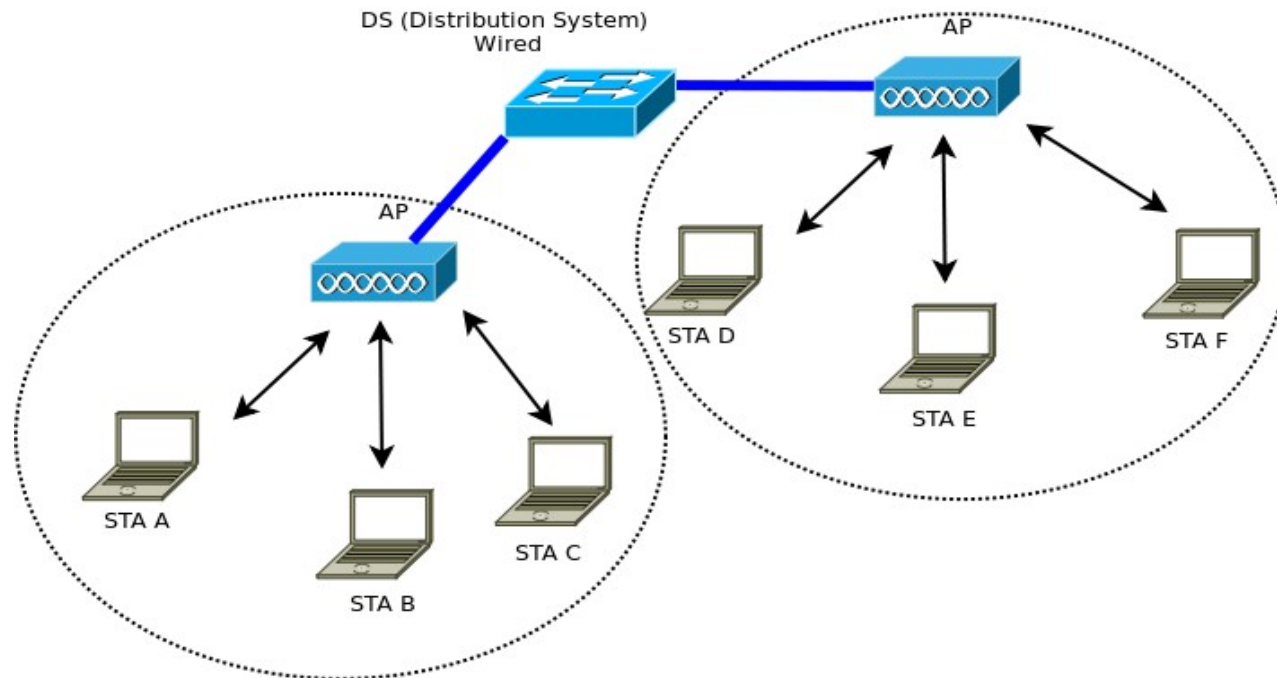 DS (Distribution System)
Wired
AP
AP
STA D
STA F
STA E
STA A
STA C
STA B